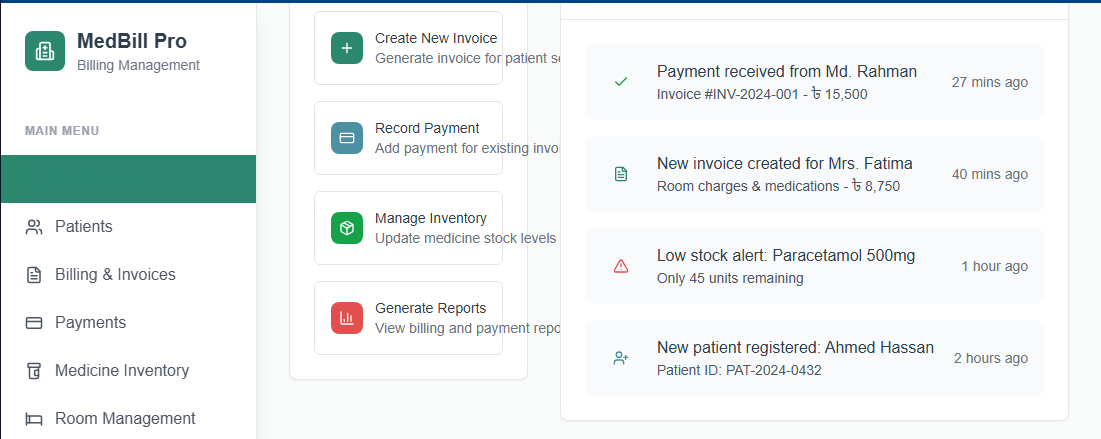 MedBill Pro
Billing Management
MAIN MENU
Patients
Billing & Invoices
Payments
Medicine Inventory
Room Management
Create New Invoice
Generate invoice for patient se
Record Payment
Add payment for existing invo
Manage Inventory
Update medicine stock levels
Generate Reports
View billing and payment repo
Payment received from Md. Rahman
Invoice #INV-2024-001 - ৳ 15,500
27 mins ago
New invoice created for Mrs. Fatima
Room charges & medications - ৳ 8,750
40 mins ago
Low stock alert: Paracetamol 500mg
Only 45 units remaining
1 hour ago
New patient registered: Ahmed Hassan
Patient ID: PAT-2024-0432
2 hours ago